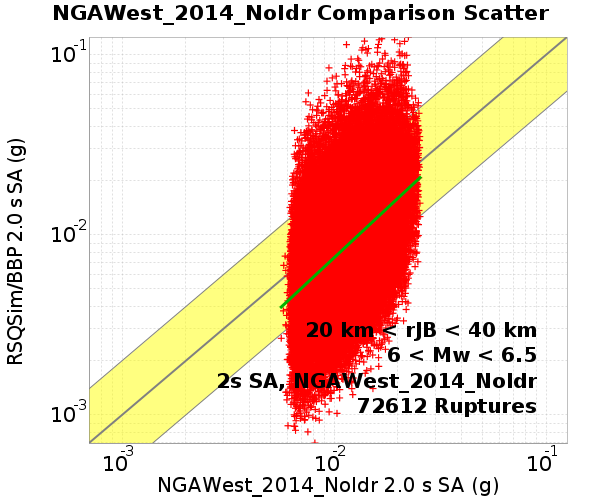 NGAWest_2014_NoIdr Comparison Scatter
10-1
10-2
10-3
RSQSim/BBP 2.0 s SA (g)
20 km < rJB < 40 km
6 < Mw < 6.5
2s SA, NGAWest_2014_NoIdr
72612 Ruptures
10-3 10-2 10-1
NGAWest_2014_NoIdr 2.0 s SA (g)